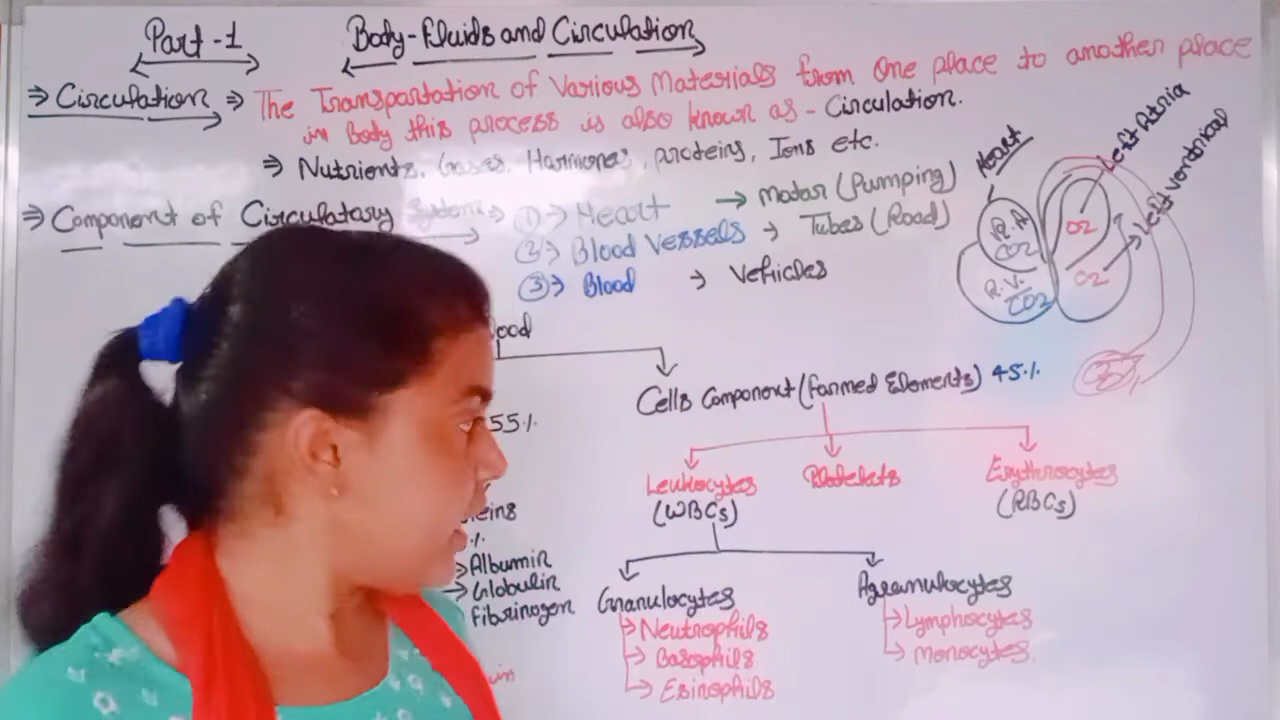 Part-1
Body-fluids and Circulation
⇒ Circulation ⇒ The Transportation of Various Materials from One place to another place
in Body this process is also known as - Circulation.
⇒ Nutrients, Gases, Harmones, proteins, Ions etc.
⇒ Component of Circulatary System ⇒ ①→ Heart → Motar (Pumping)
②→ Blood Vessels → Tubes (Road)
③→ Blood → Vehicles
Heart
Left Atria
Left Ventrical
R.A
CO2
R.V.
CO2
O2
O2
ood
55%
Cells Component (formed Elements) 45%
Leukocytes
(WBCs)
Erythrocytes
(RBCs)
eins
%
→ Albumin
→ Globulin
fibrinogen
in
Granulocytes
→ Neutrophils
→ Basophils
→ Esinophils
Agranulocytes
→ Lymphocytes
→ Monocytes.